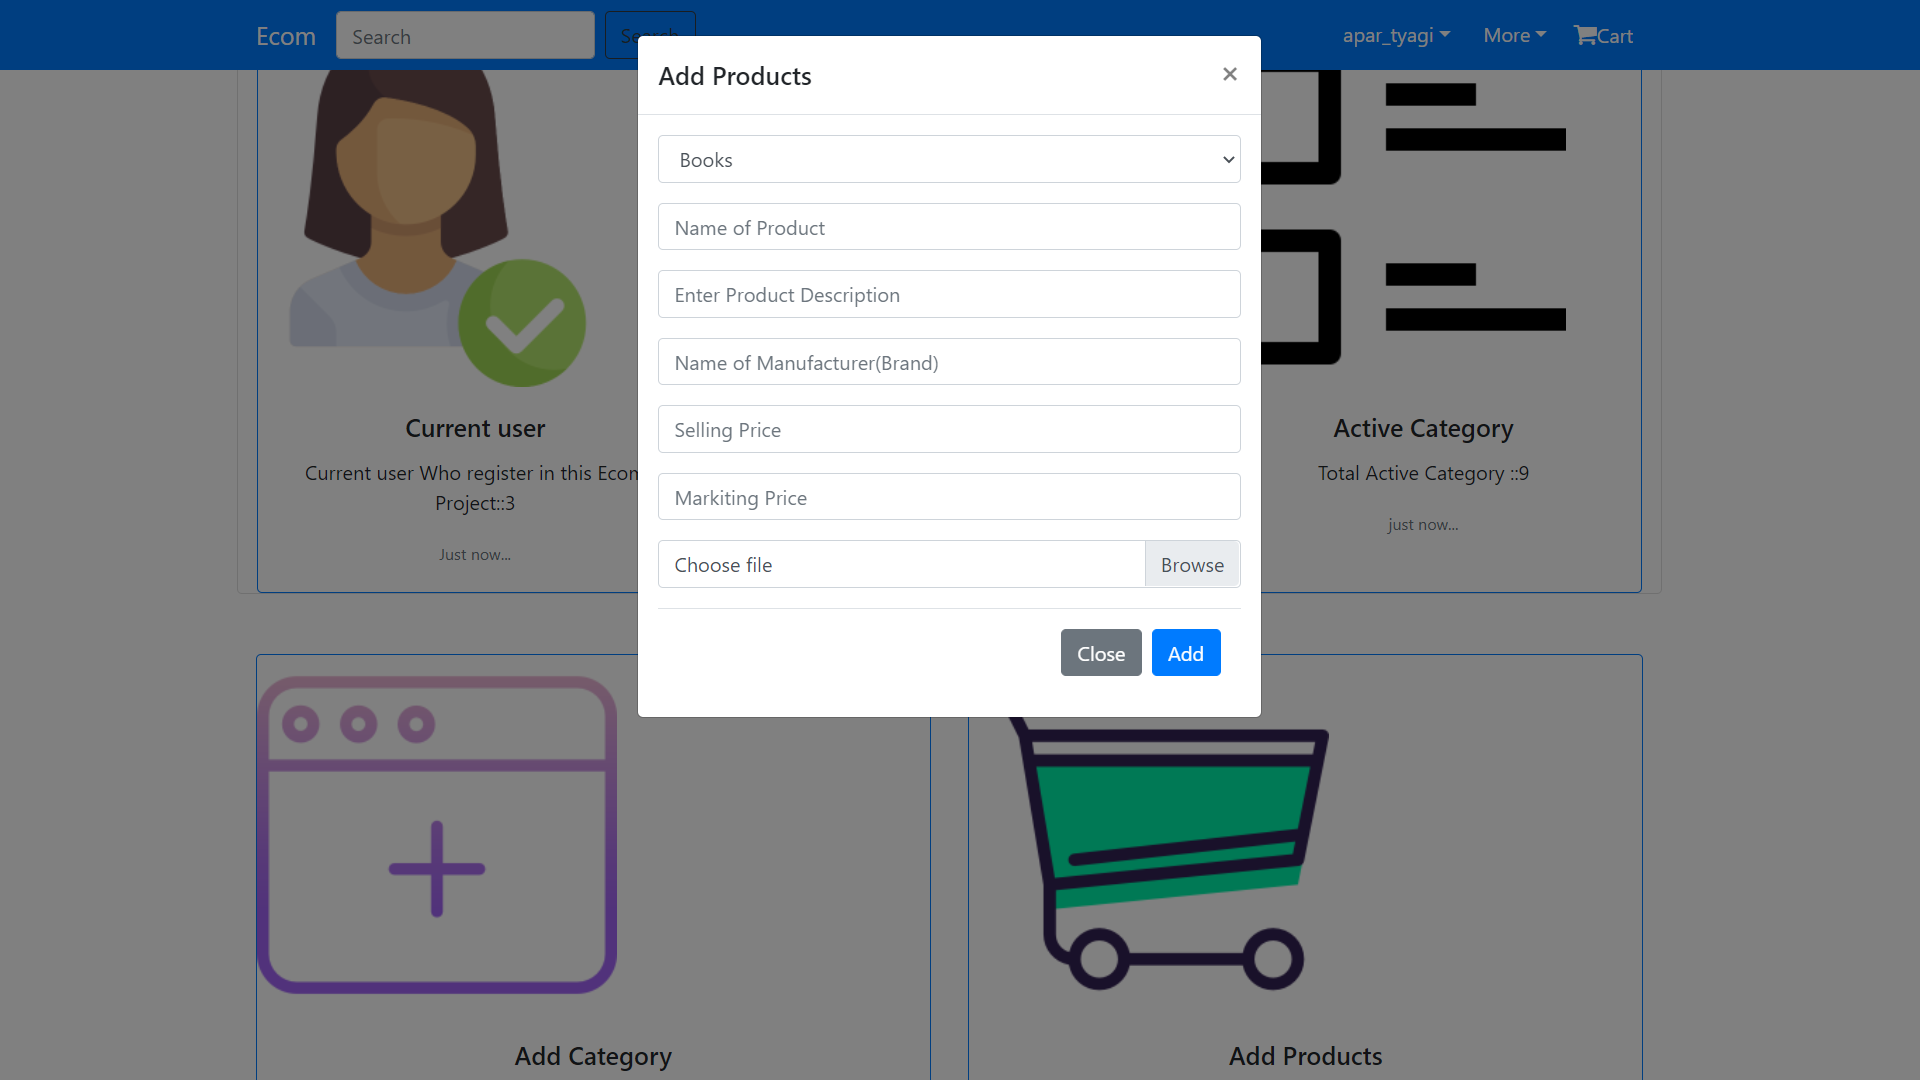 Ecom Search Search apar_tyagi More Cart
Add Products ×
Books
Name of Product
Enter Product Description
Name of Manufacturer(Brand)
Selling Price
Markiting Price
Choose file Browse
Close Add
Current user
Current user Who register in this Ecom
Project::3
Just now...
Active Category
Total Active Category ::9
just now...
Add Category
Add Products